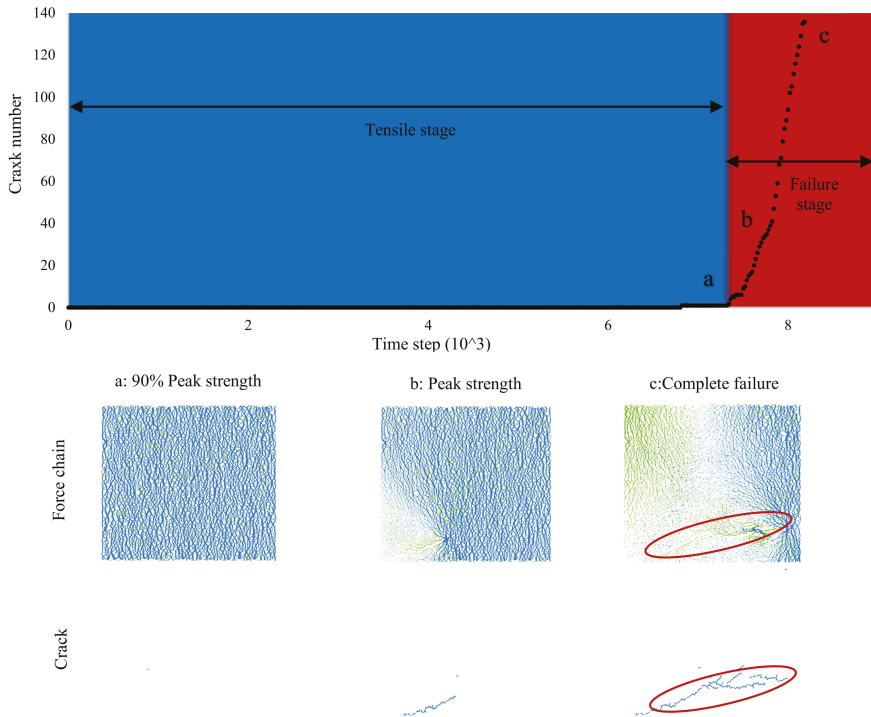 140
120
100
80
60
40
20
0
Craxk number
Tensile stage
Failure
stage
a
b
c
0
2
4
6
8
Time step (10^3)
a: 90% Peak strength
b: Peak strength
c:Complete failure
Force chain
Crack